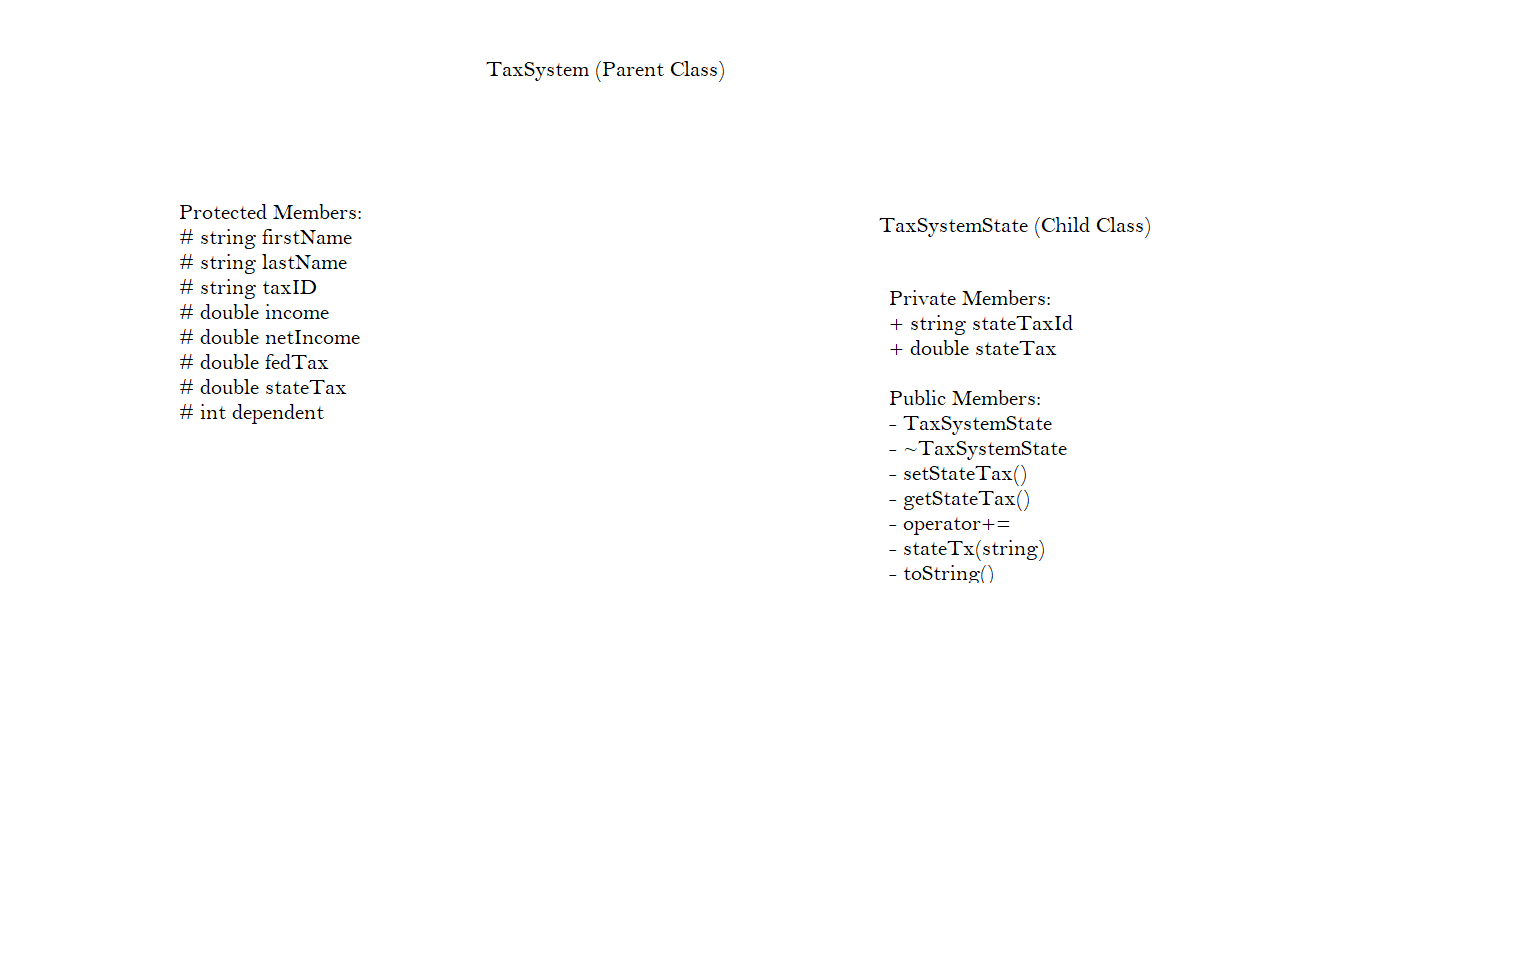 TaxSystem (Parent Class)
Protected Members:
# string firstName
# string lastName
# string taxID
# double income
# double netIncome
# double fedTax
# double stateTax
# int dependent
TaxSystemState (Child Class)
Private Members:
+ string stateTaxId
+ double stateTax
Public Members:
- TaxSystemState
- ~TaxSystemState
- setStateTax()
- getStateTax()
- operator+=
- stateTx(string)
- toString()